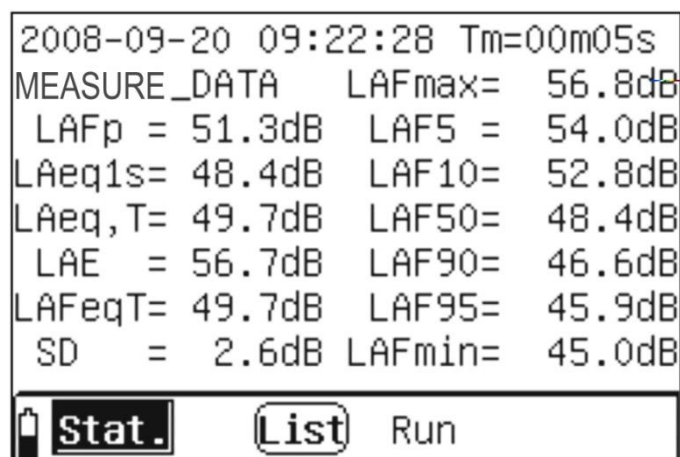 2008-09-20 09:22:28 Tm=00m05s
MEASURE_DATA LAFmax= 56.8dB
LAFp = 51.3dB LAF5 = 54.0dB
LAeq1s= 48.4dB LAF10= 52.8dB
LAeq,T= 49.7dB LAF50= 48.4dB
LAE = 56.7dB LAF90= 46.6dB
LAFeqT= 49.7dB LAF95= 45.9dB
SD = 2.6dB LAFmin= 45.0dB
Stat. List Run